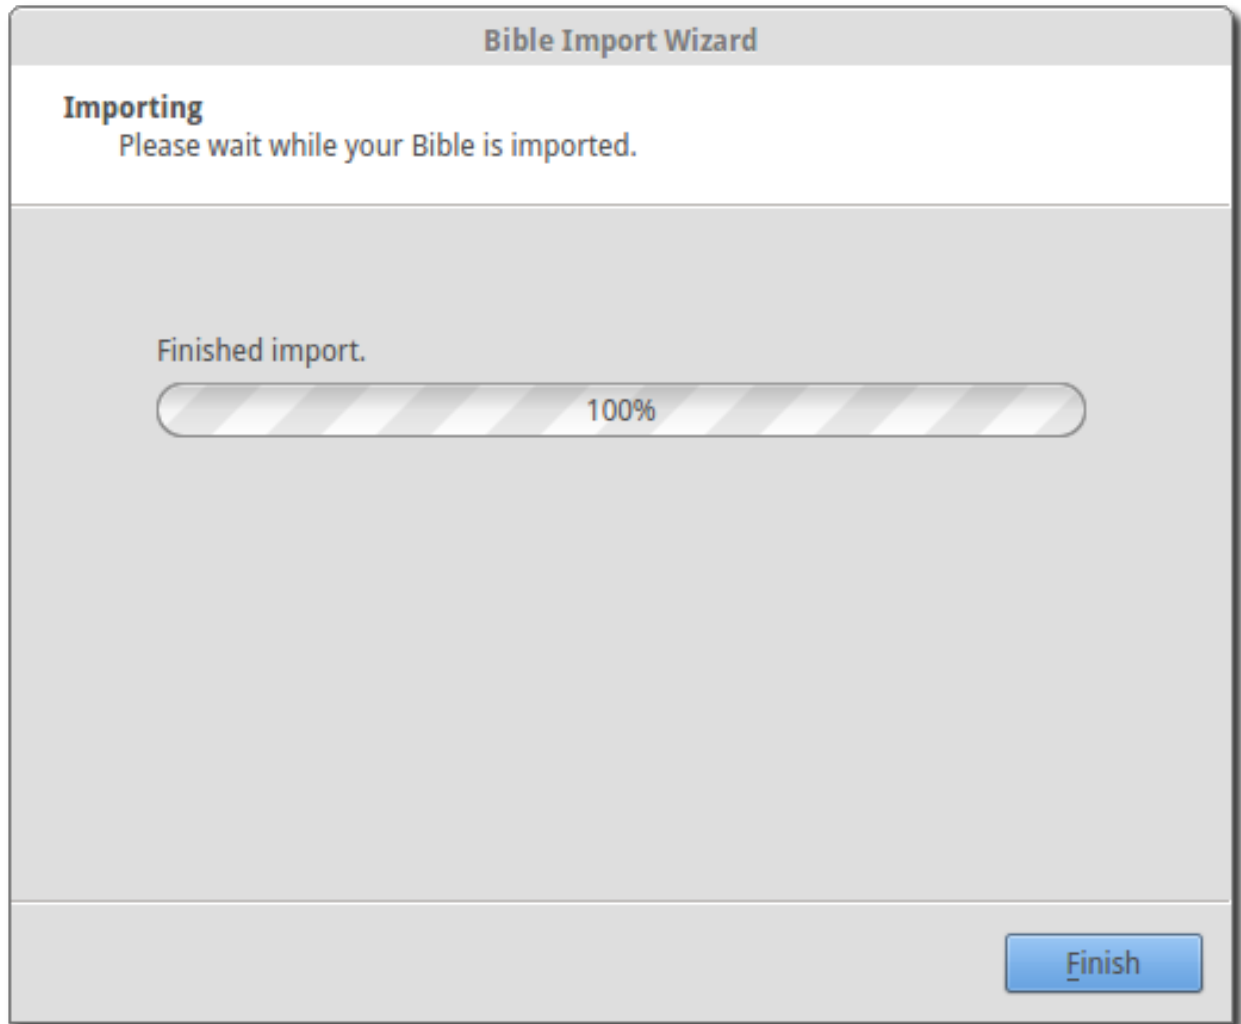 Bible Import Wizard
Importing
Please wait while your Bible is imported.
Finished import.
100%
Finish